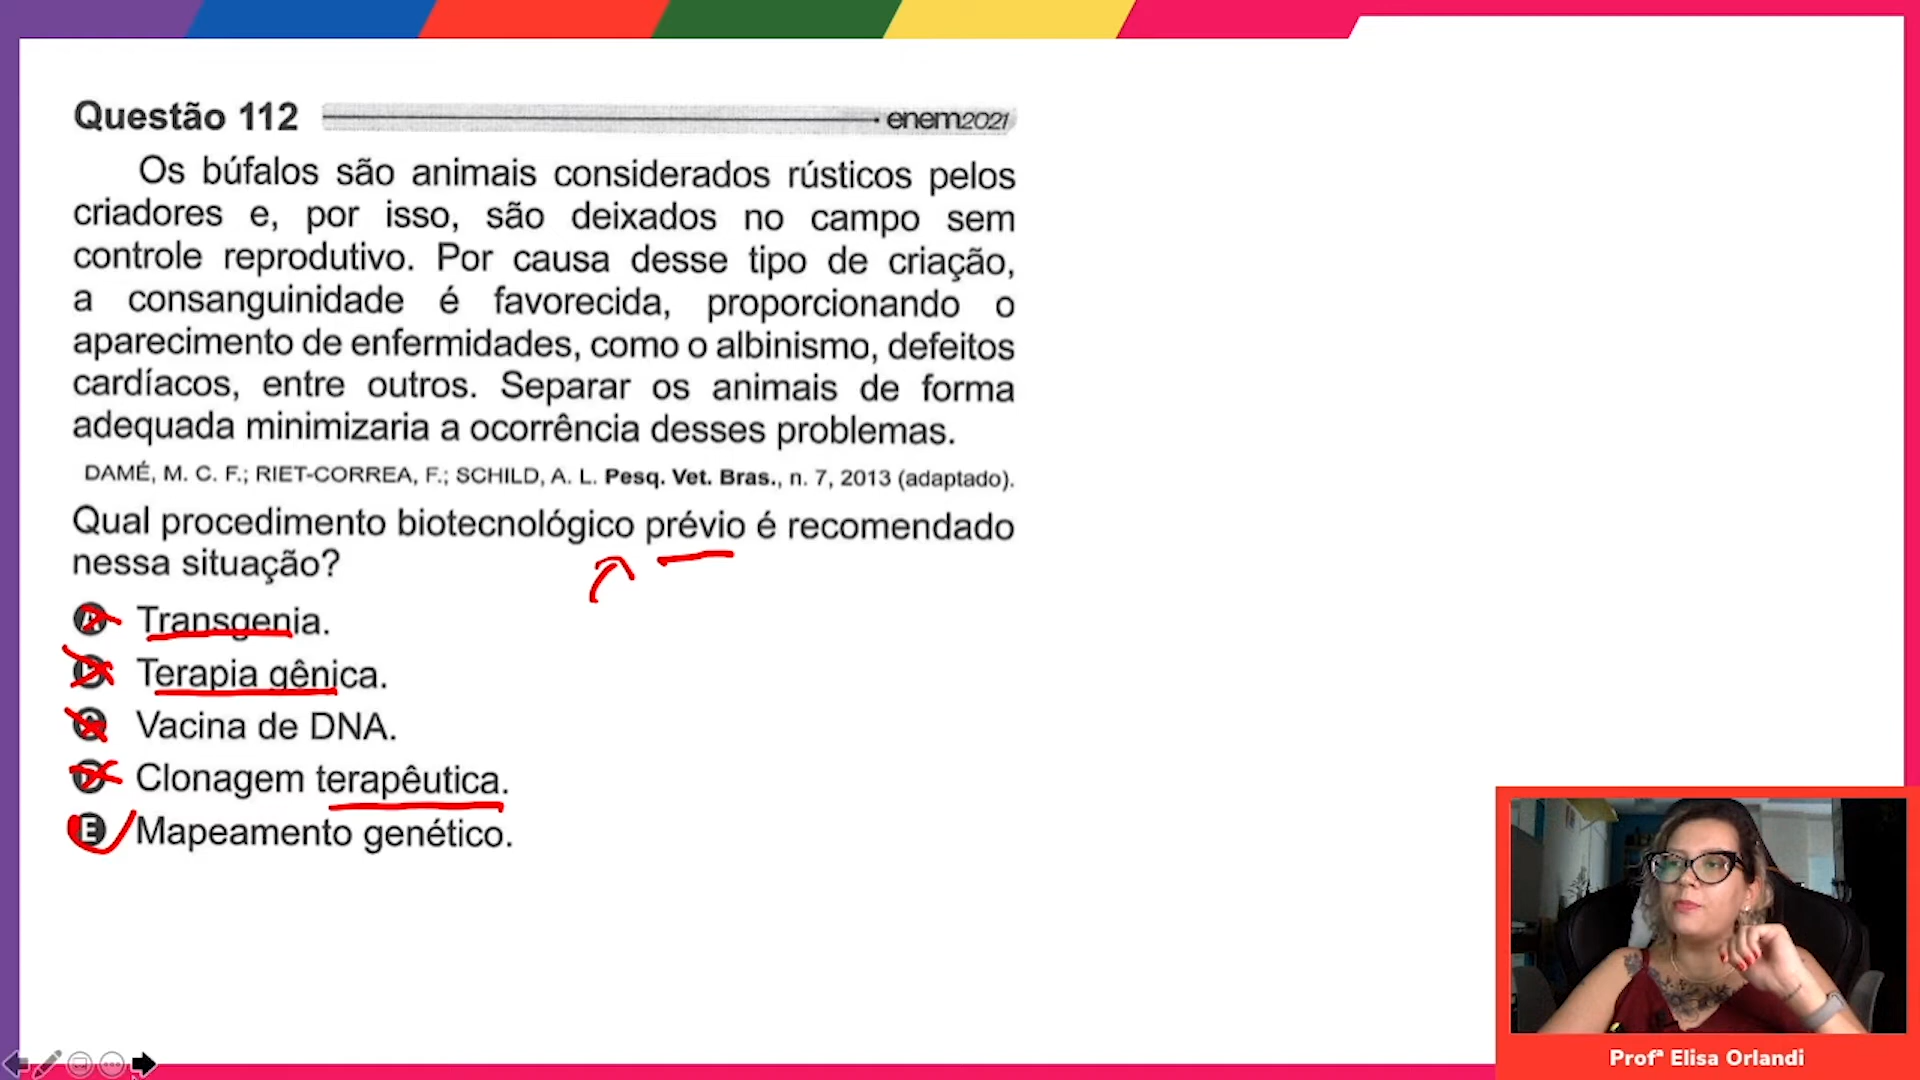 Questão 112
enem2021
Os búfalos são animais considerados rústicos pelos
criadores e, por isso, são deixados no campo sem
controle reprodutivo. Por causa desse tipo de criação,
a consanguinidade é favorecida, proporcionando o
aparecimento de enfermidades, como o albinismo, defeitos
cardíacos, entre outros. Separar os animais de forma
adequada minimizaria a ocorrência desses problemas.
DAMÉ, M. C. F.; RIET-CORREA, F.; SCHILD, A. L. Pesq. Vet. Bras., n. 7, 2013 (adaptado).
Qual procedimento biotecnológico prévio é recomendado
nessa situação?
A Transgenia.
B Terapia gênica.
C Vacina de DNA.
D Clonagem terapêutica.
E Mapeamento genético.
Profª Elisa Orlandi